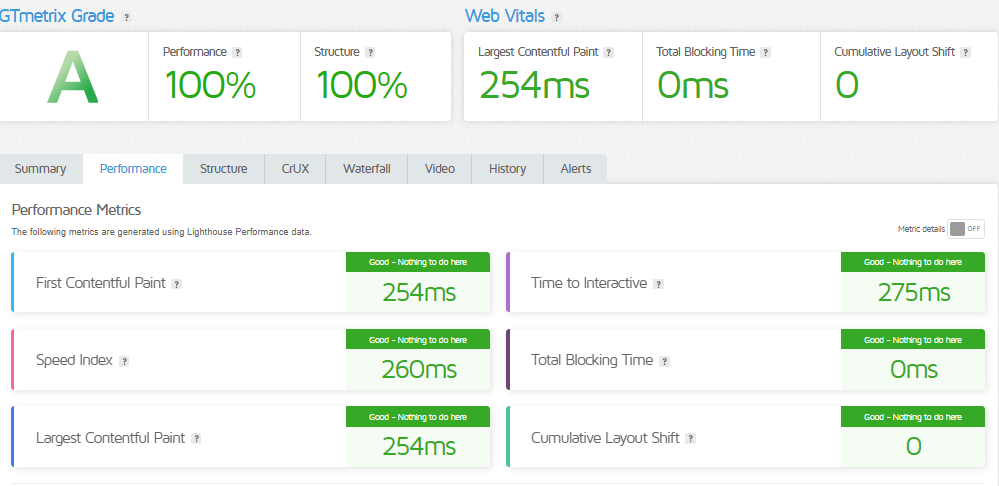 GTmetrix Grade ?
Web Vitals ?
A
Performance ?
100%
Structure ?
100%
Largest Contentful Paint ?
254ms
Total Blocking Time ?
0ms
Cumulative Layout Shift ?
0
Summary Performance Structure CrUX Waterfall Video History Alerts
Performance Metrics
The following metrics are generated using Lighthouse Performance data.
Metric details OFF
First Contentful Paint ?
Good - Nothing to do here
254ms
Time to Interactive ?
Good - Nothing to do here
275ms
Speed Index ?
Good - Nothing to do here
260ms
Total Blocking Time ?
Good - Nothing to do here
0ms
Largest Contentful Paint ?
Good - Nothing to do here
254ms
Cumulative Layout Shift ?
Good - Nothing to do here
0